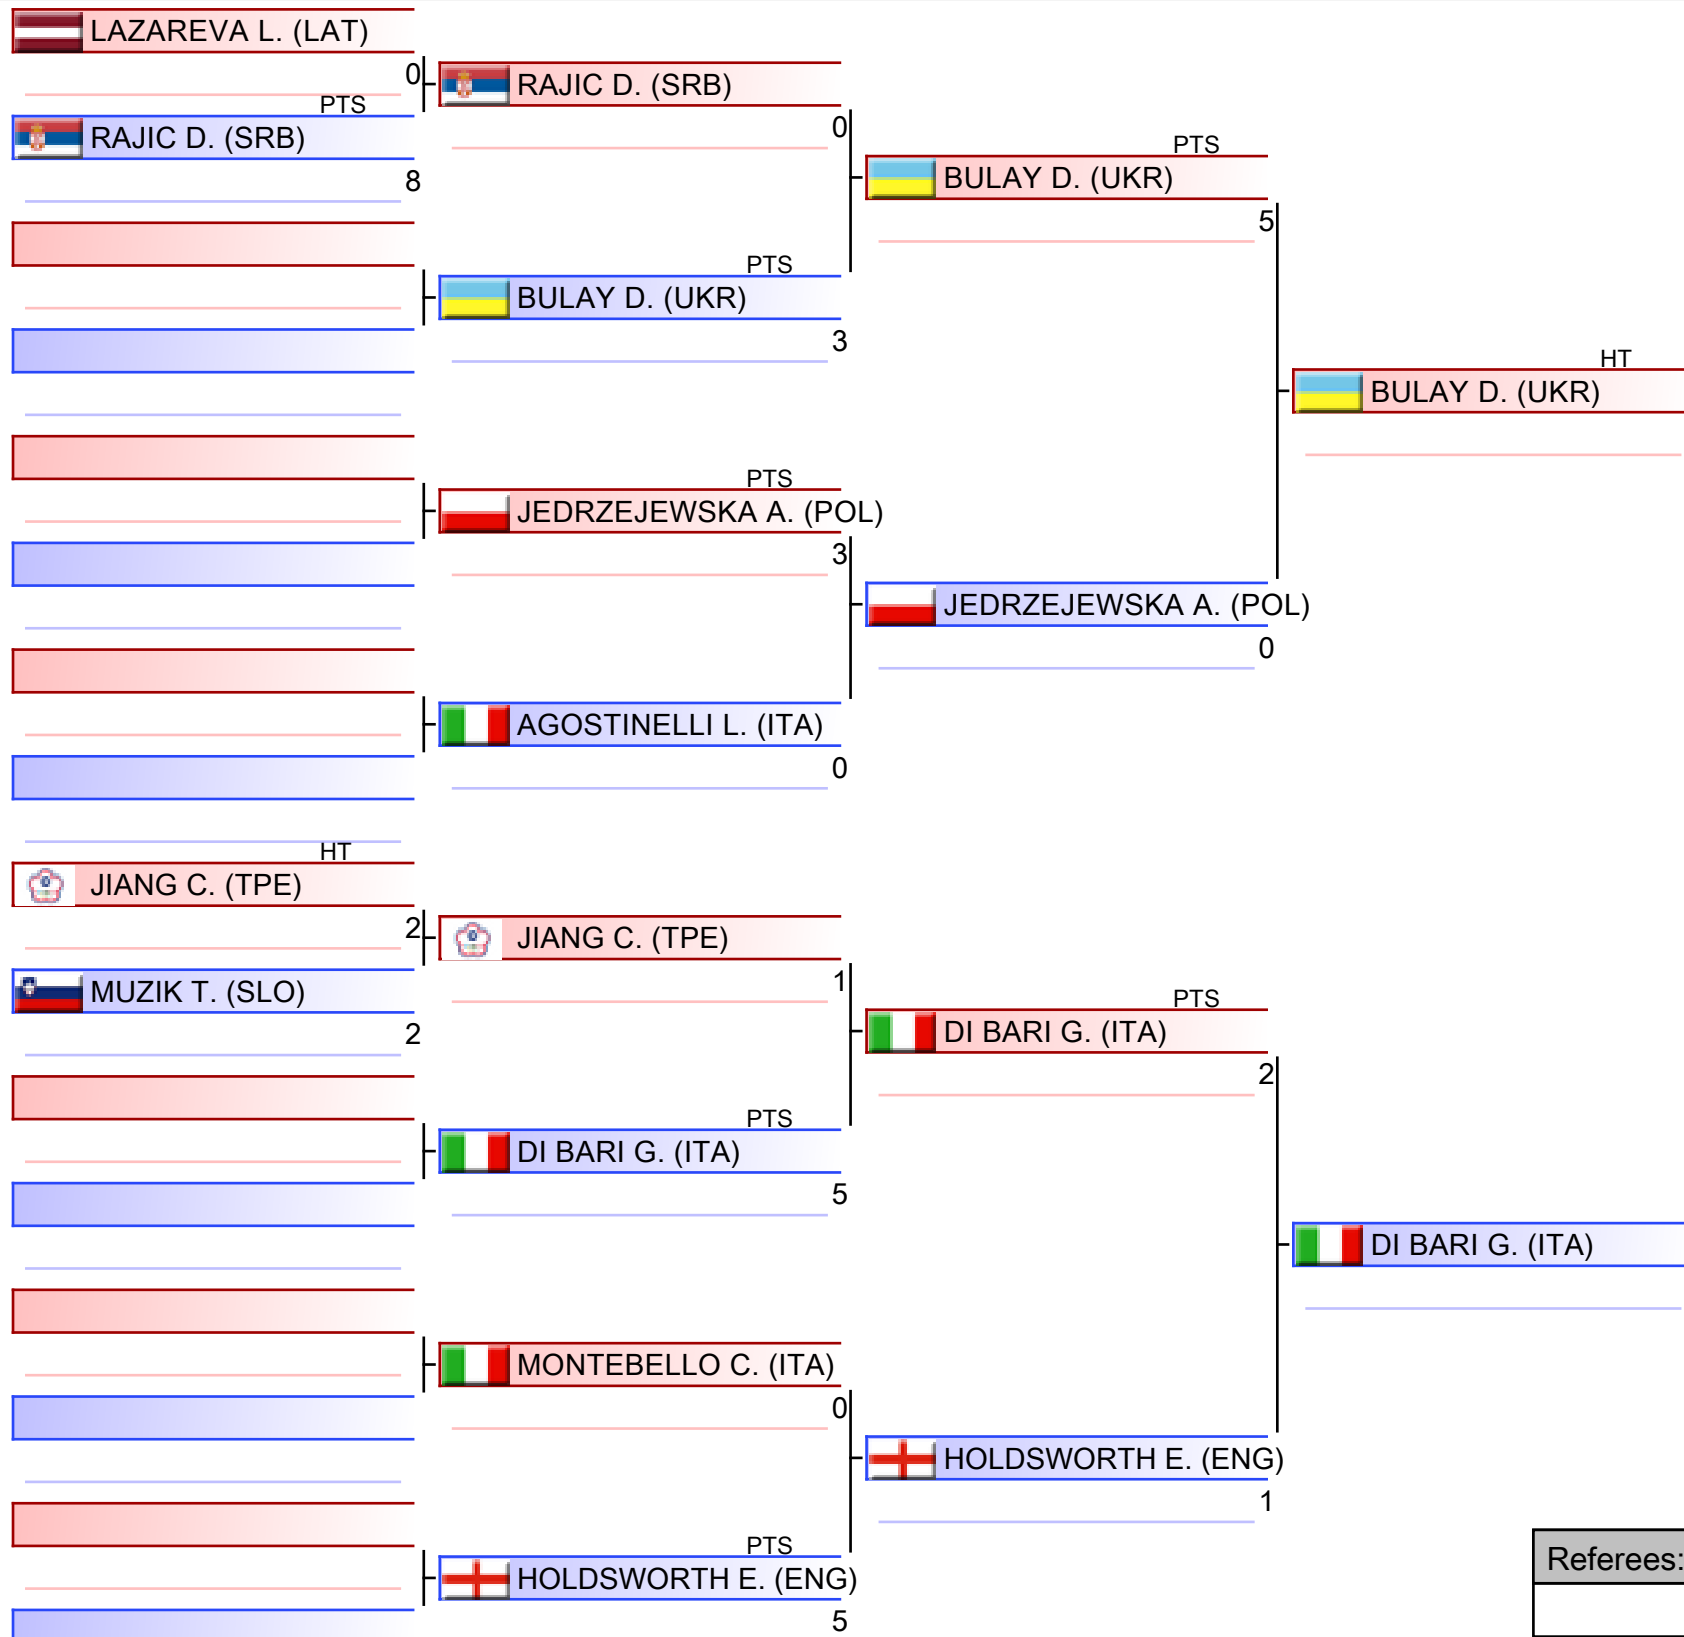 LAZAREVA L. (LAT)
0
PTS
RAJIC D. (SRB)
8
RAJIC D. (SRB)
0
PTS
BULAY D. (UKR)
3
PTS
JEDRZEJEWSKA A. (POL)
3
AGOSTINELLI L. (ITA)
0
HT
JIANG C. (TPE)
2
MUZIK T. (SLO)
2
JIANG C. (TPE)
1
PTS
DI BARI G. (ITA)
5
MONTEBELLO C. (ITA)
0
PTS
HOLDSWORTH E. (ENG)
5
PTS
BULAY D. (UKR)
5
JEDRZEJEWSKA A. (POL)
0
PTS
DI BARI G. (ITA)
2
HOLDSWORTH E. (ENG)
1
HT
BULAY D. (UKR)
DI BARI G. (ITA)
Referees: